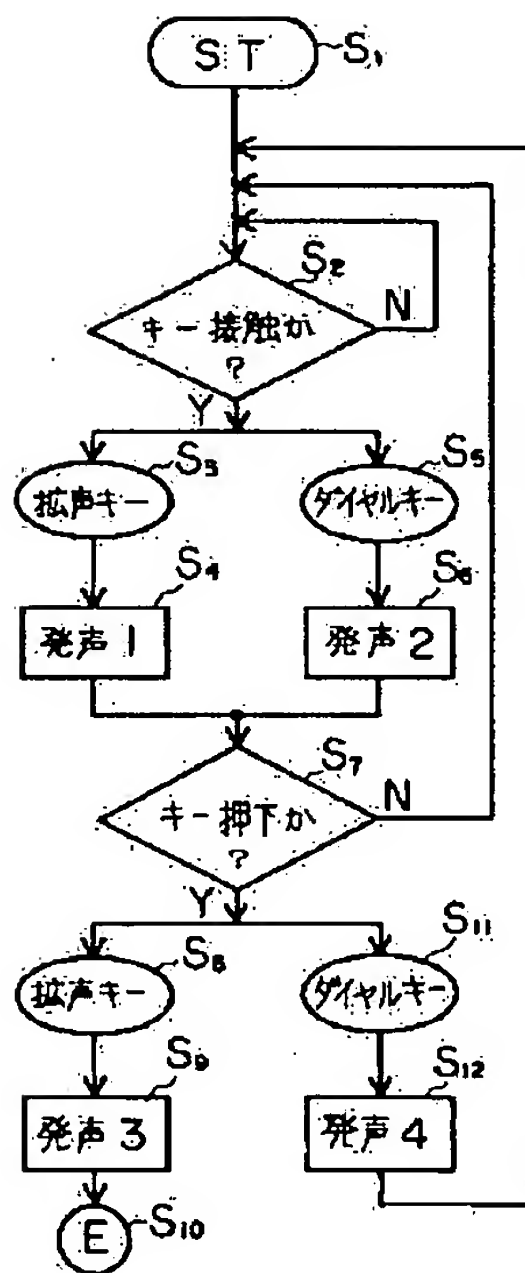 ST S₁
S₂
キー接触か N
?
Y
S₃ S₅
拡声キー ダイヤルキー
S₄ S₆
発声1 発声2
S₇
キー押下か N
?
Y
S₈ S₁₁
拡声キー ダイヤルキー
S₉ S₁₂
発声3 発声4
E S₁₀